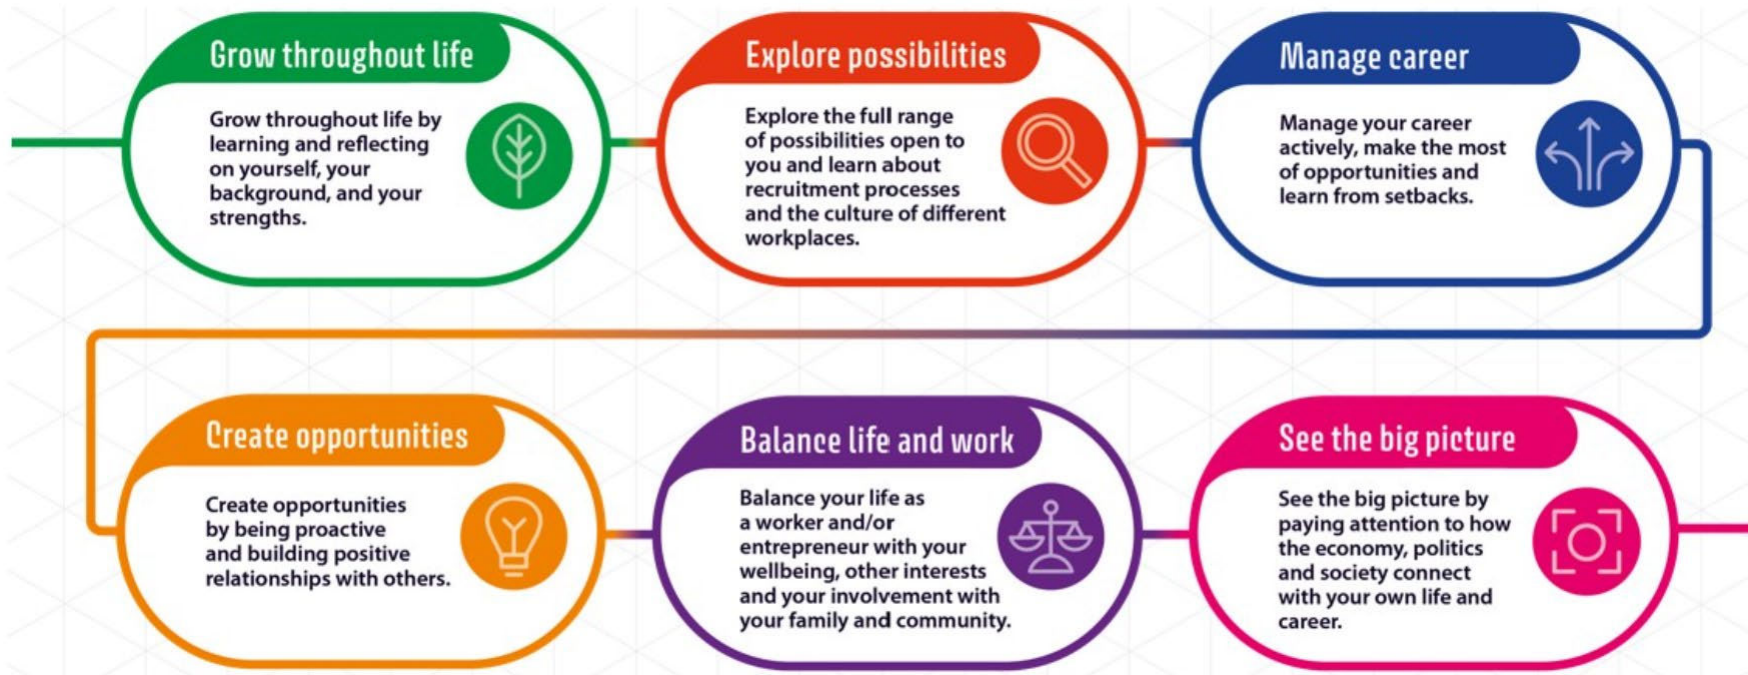 Grow throughout life
Grow throughout life by
learning and reflecting
on yourself, your
background, and your
strengths.
Explore possibilities
Explore the full range
of possibilities open to
you and learn about
recruitment processes
and the culture of different
workplaces.
Manage career
Manage your career
actively, make the most
of opportunities and
learn from setbacks.
Create opportunities
Create opportunities
by being proactive
and building positive
relationships with others.
Balance life and work
Balance your life as
a worker and/or
entrepreneur with your
wellbeing, other interests
and your involvement with
your family and community.
See the big picture
See the big picture by
paying attention to how
the economy, politics
and society connect
with your own life and
career.